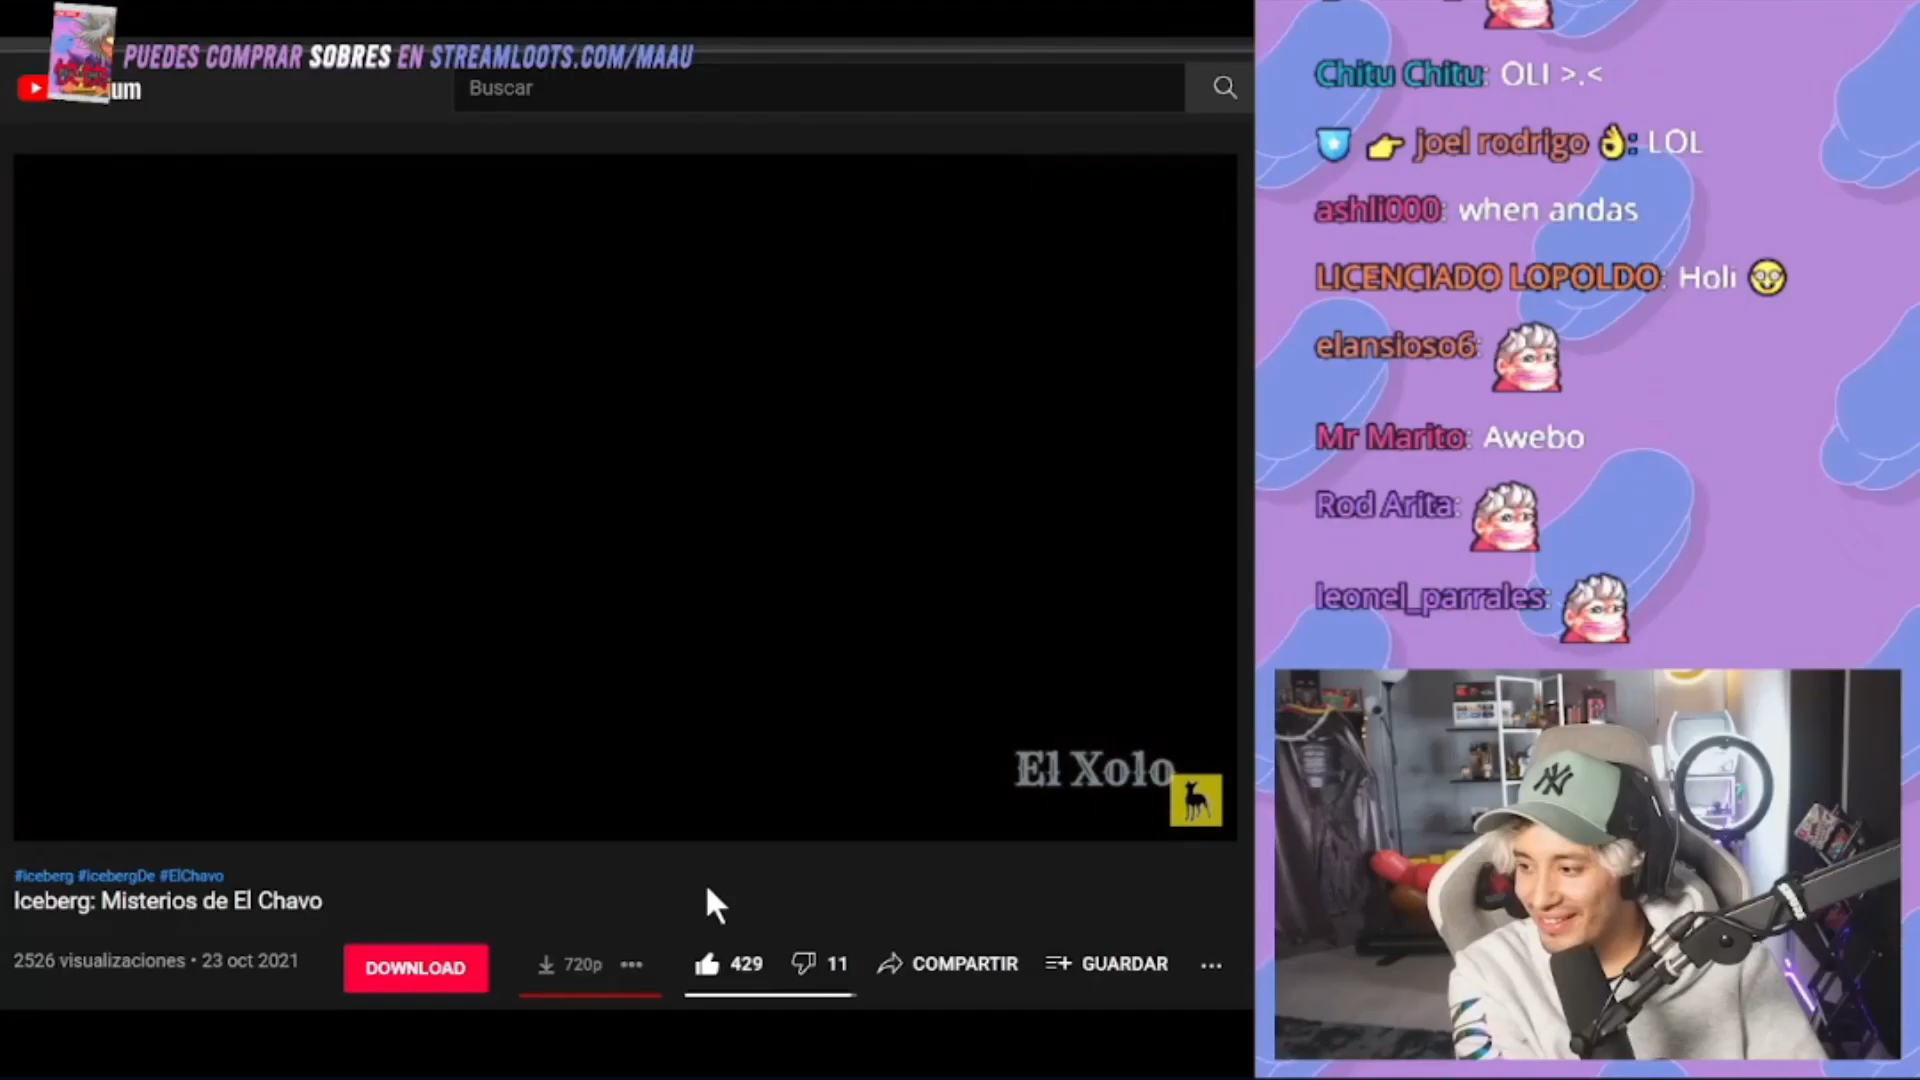 PUEDES COMPRAR SOBRES EN STREAMLOOTS.COM/MAAU
um
Buscar
El Xolo
#iceberg #icebergDe #ElChavo
Iceberg: Misterios de El Chavo
2526 visualizaciones • 23 oct 2021
DOWNLOAD
720p
429
11
COMPARTIR
GUARDAR
Chitu Chitu: OLI >.<
joel rodrigo 👌: LOL
ashli000: when andas
LICENCIADO LOPOLDO: Holi
elansioso6:
Mr Marito: Awebo
Rod Arita:
leonel_parrales:
NY